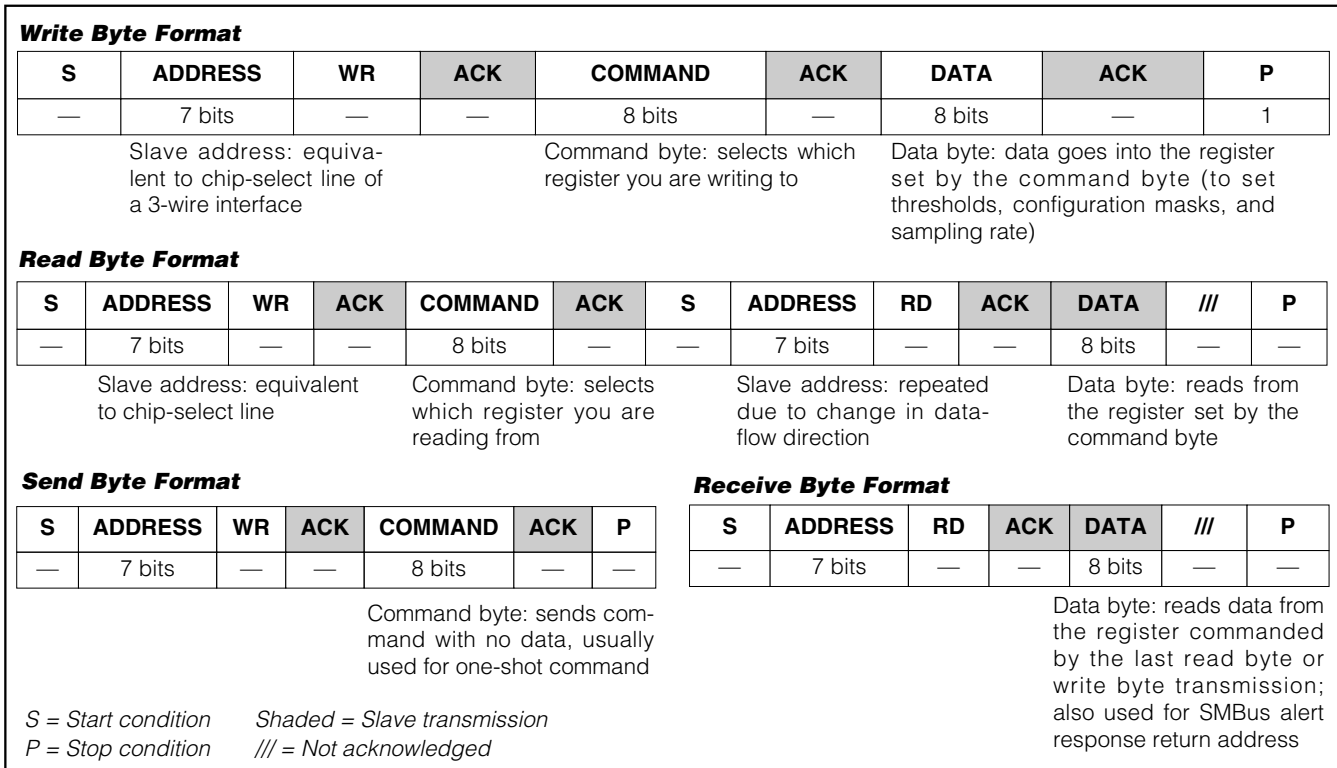 Write Byte Format
S ADDRESS WR ACK COMMAND ACK DATA ACK P
— 7 bits — — 8 bits — 8 bits — 1
Slave address: equiva-
lent to chip-select line of
a 3-wire interface
Command byte: selects which
register you are writing to
Data byte: data goes into the register
set by the command byte (to set
thresholds, configuration masks, and
sampling rate)
Read Byte Format
S ADDRESS WR ACK COMMAND ACK S ADDRESS RD ACK DATA /// P
— 7 bits — — 8 bits — — 7 bits — — 8 bits — —
Slave address: equivalent
to chip-select line
Command byte: selects
which register you are
reading from
Slave address: repeated
due to change in data-
flow direction
Data byte: reads from
the register set by the
command byte
Send Byte Format
S ADDRESS WR ACK COMMAND ACK P
— 7 bits — — 8 bits — —
Command byte: sends com-
mand with no data, usually
used for one-shot command
Receive Byte Format
S ADDRESS RD ACK DATA /// P
— 7 bits — — 8 bits — —
Data byte: reads data from
the register commanded
by the last read byte or
write byte transmission;
also used for SMBus alert
response return address
S = Start condition Shaded = Slave transmission
P = Stop condition /// = Not acknowledged